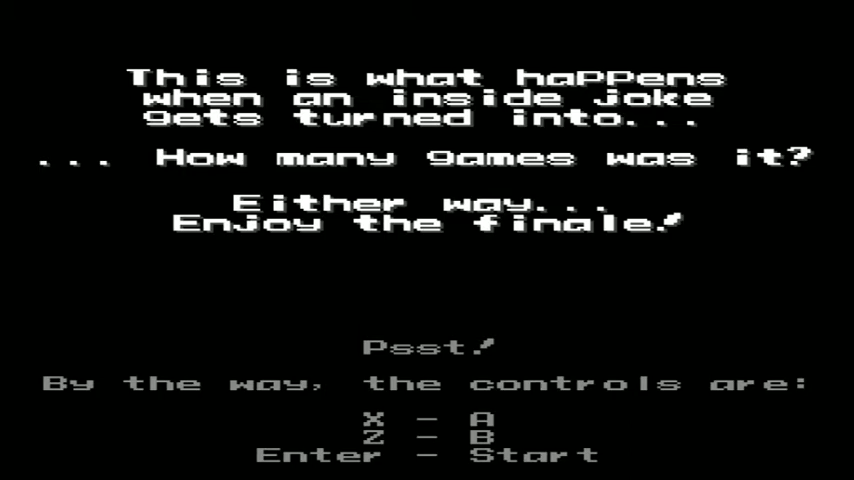 This is what happens
when an inside joke
gets turned into...
... How many games was it?
Either way...
Enjoy the finale!
Psst!
By the way, the controls are:
X - A
Z - B
Enter - Start